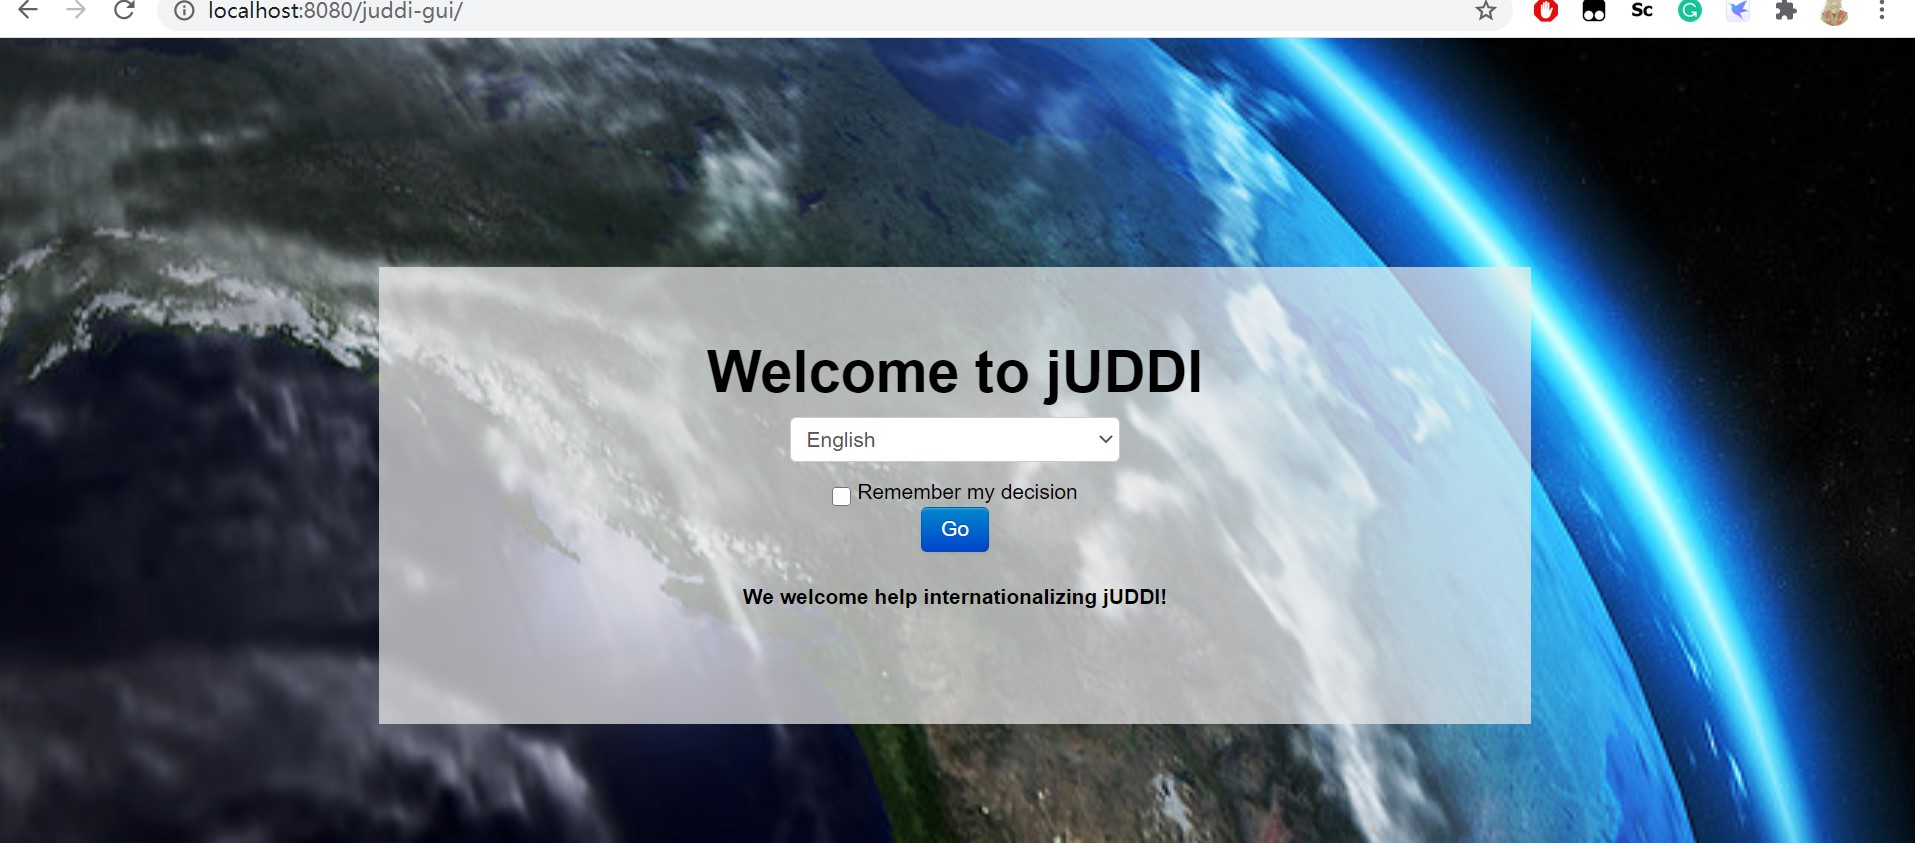 localhost:8080/juddi-gui/
Sc
Welcome to jUDDI
English
Remember my decision
Go
We welcome help internationalizing jUDDI!